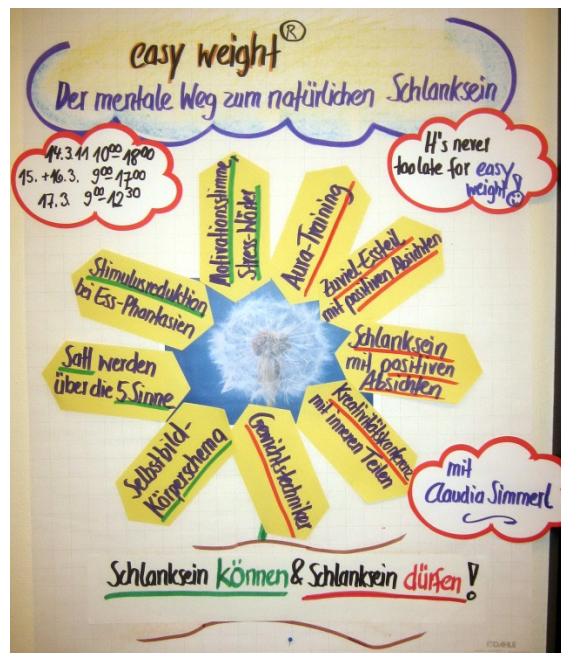 easy weight®
Der mentale Weg zum natürlichen Schlanksein
14.3.11 10⁰⁰-18⁰⁰
15.+16.3. 9⁰⁰-17⁰⁰
17.3. 9⁰⁰-12³⁰
It's never
too late for easy
weight!
Motivationsstimme,
Stress-Wörter
Aura-Training
Zuviel-Essteil
mit positiven Absichten
Schlanksein
mit positiven
Absichten
Kreativitätskonferenz
mit inneren Teilen
Gewichtstechniker
Selbstbild-
Körperschema
Satt werden
über die 5 Sinne
Stimulusreduktion
bei Ess-Phantasien
mit
Claudia Simmerl
Schlanksein können & Schlanksein dürfen!